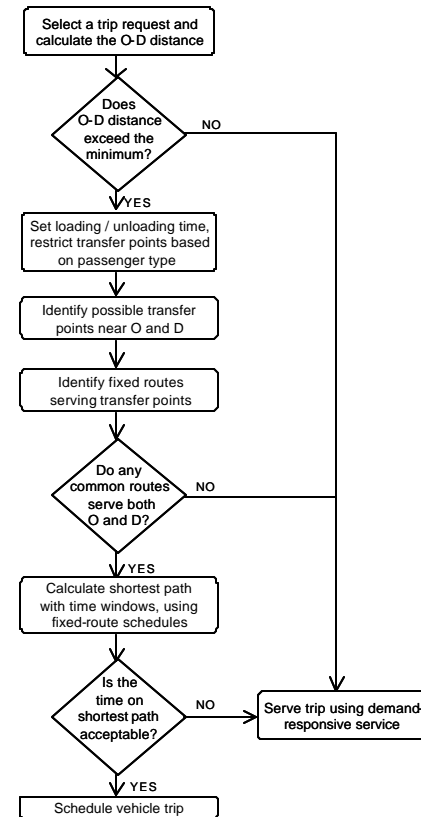 Select a trip request and
calculate the O-D distance
Does
O-D distance
exceed the
minimum?
NO
YES
Set loading / unloading time,
restrict transfer points based
on passenger type
Identify possible transfer
points near O and D
Identify fixed routes
serving transfer points
Do any
common routes
serve both
O and D?
NO
YES
Calculate shortest path
with time windows, using
fixed-route schedules
Is the
time on
shortest path
acceptable?
NO
Serve trip using demand-
responsive service
YES
Schedule vehicle trip